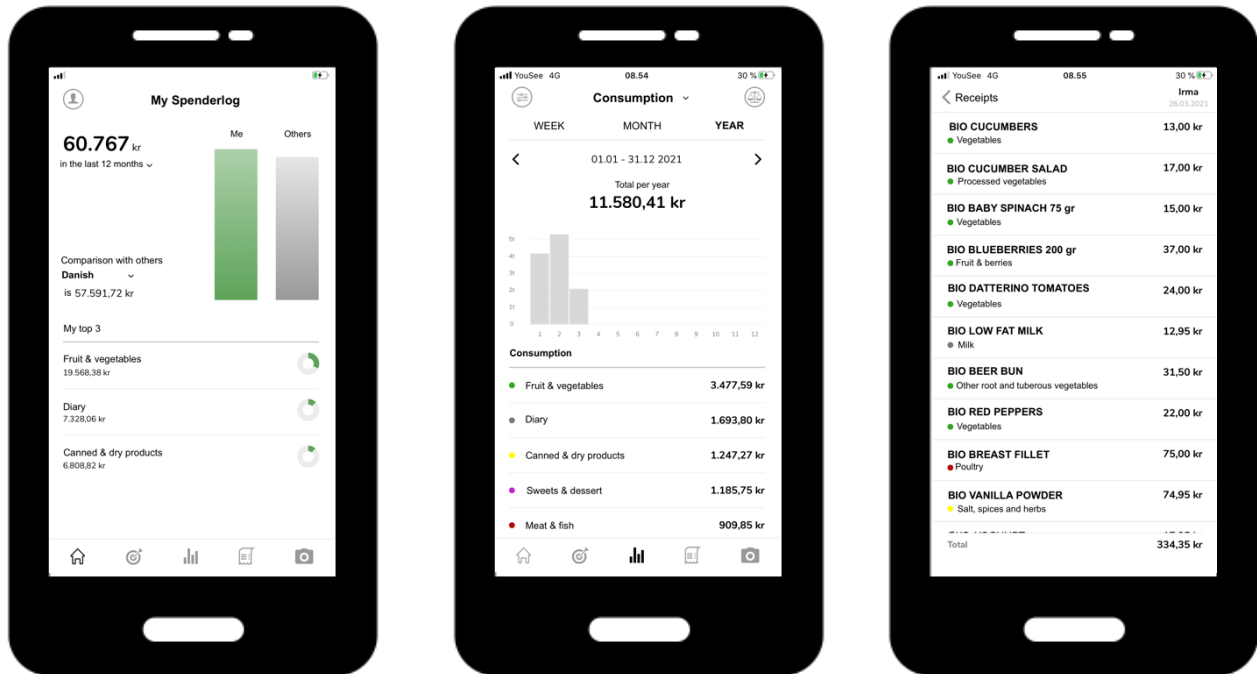 My Spenderlog
60.767 kr
in the last 12 months
Me
Others
Comparison with others
Danish
is 57.591,72 kr
My top 3
Fruit & vegetables
19.568,38 kr
Diary
7.328,06 kr
Canned & dry products
6.808,82 kr
YouSee 4G 08.54 30 %
Consumption
WEEK MONTH YEAR
01.01 - 31.12 2021
Total per year
11.580,41 kr
5t
4t
3t
2t
1t
0
1 2 3 4 5 6 7 8 9 10 11 12
Consumption
Fruit & vegetables 3.477,59 kr
Diary 1.693,80 kr
Canned & dry products 1.247,27 kr
Sweets & dessert 1.185,75 kr
Meat & fish 909,85 kr
YouSee 4G 08.55 30 %
Receipts Irma
26.03.2021
BIO CUCUMBERS 13,00 kr
Vegetables
BIO CUCUMBER SALAD 17,00 kr
Processed vegetables
BIO BABY SPINACH 75 gr 15,00 kr
Vegetables
BIO BLUEBERRIES 200 gr 37,00 kr
Fruit & berries
BIO DATTERINO TOMATOES 24,00 kr
Vegetables
BIO LOW FAT MILK 12,95 kr
Milk
BIO BEER BUN 31,50 kr
Other root and tuberous vegetables
BIO RED PEPPERS 22,00 kr
Vegetables
BIO BREAST FILLET 75,00 kr
Poultry
BIO VANILLA POWDER 74,95 kr
Salt, spices and herbs
Total 334,35 kr